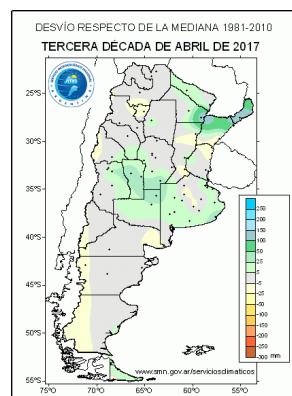 DESVÍO RESPECTO DE LA MEDIANA 1981-2010
TERCERA DÉCADA DE ABRIL DE 2017
25°S
30°S
35°S
40°S
45°S
50°S
55°S
75°W
70°W
65°W
60°W
55°W
250
200
150
100
50
25
5
-5
-25
-50
-100
-150
-200
-250
-300
mm
www.smn.gov.ar/serviciosclimaticos